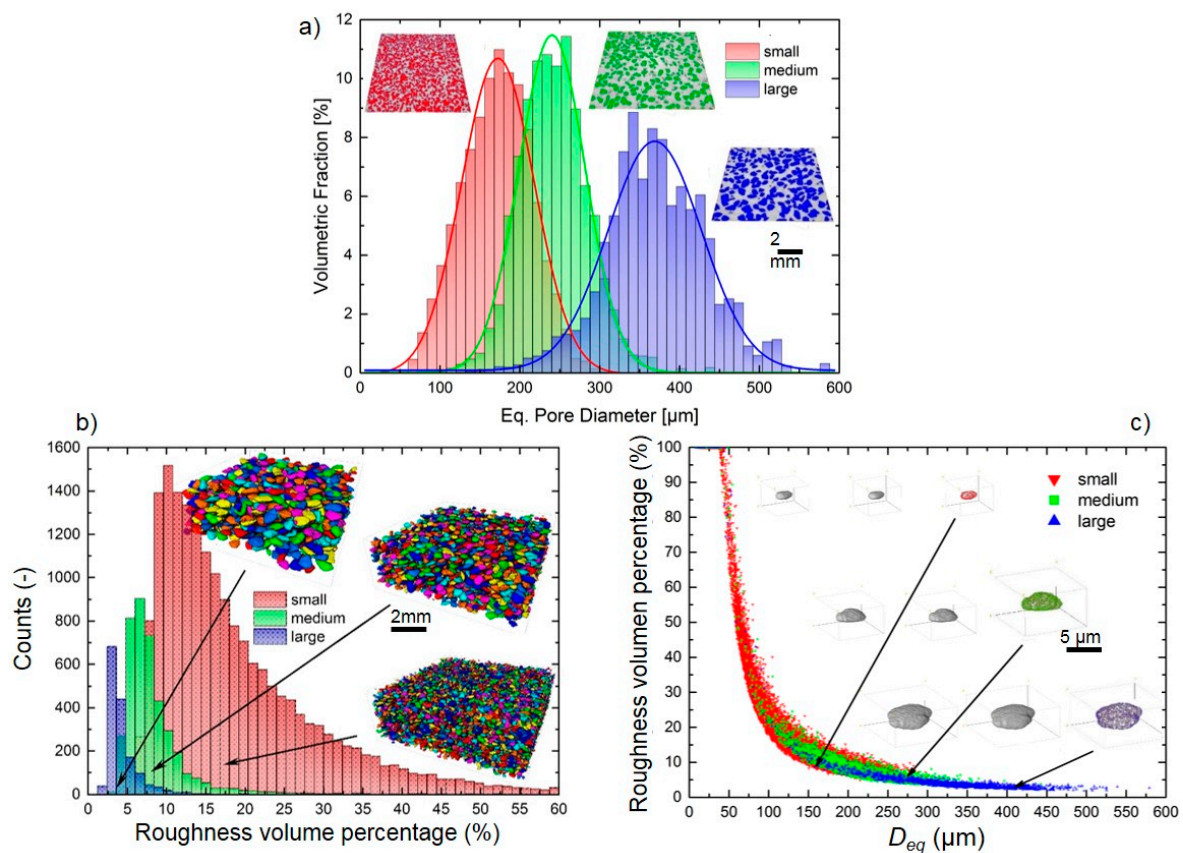 a)
Volumetric Fraction [%]
12
10
8
6
4
2
0
small
medium
large
2
mm
0 100 200 300 400 500 600
Eq. Pore Diameter [μm]
b)
Counts (-)
1600
1400
1200
1000
800
600
400
200
0
small
medium
large
2mm
0 5 10 15 20 25 30 35 40 45 50 55 60
Roughness volume percentage (%)
c)
Roughness volumen percentage (%)
100
90
80
70
60
50
40
30
20
10
0
small
medium
large
5 μm
0 50 100 150 200 250 300 350 400 450 500 550 600
Deq (μm)